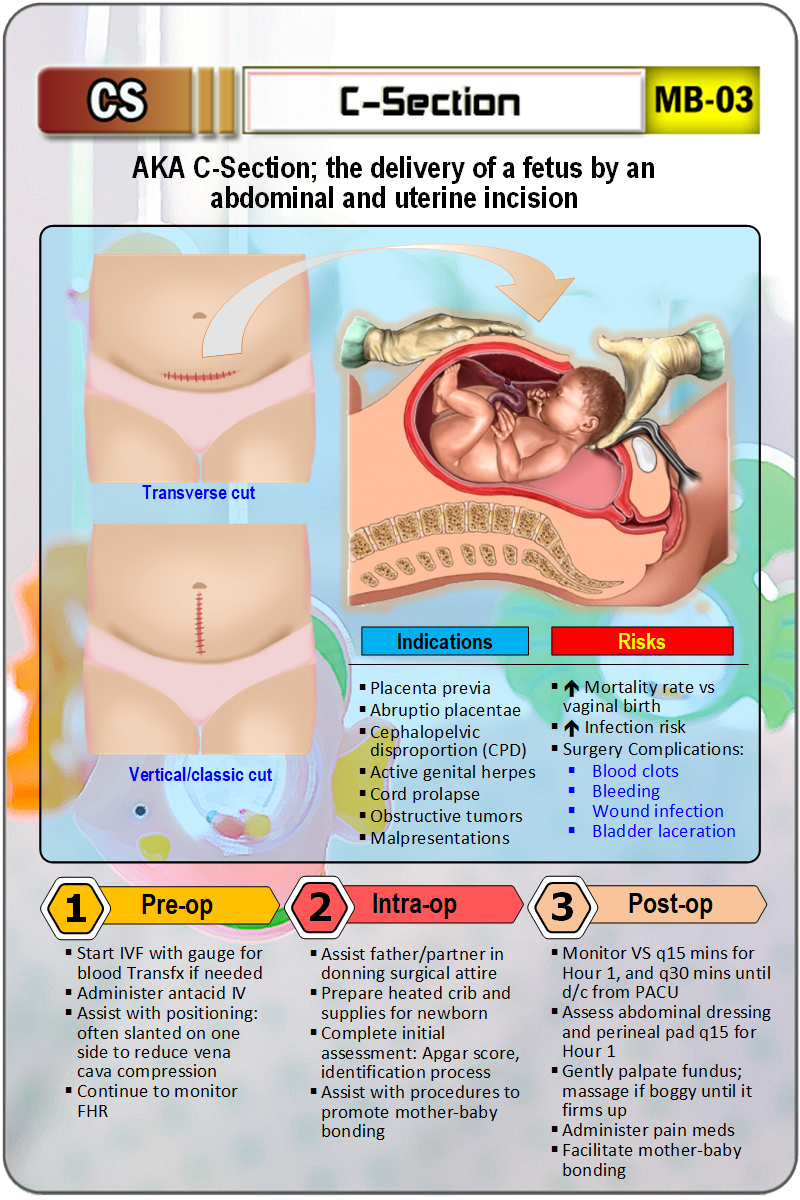 CS
C-Section
MB-03
AKA C-Section; the delivery of a fetus by an
abdominal and uterine incision
Transverse cut
Vertical/classic cut
Indications
▪ Placenta previa
▪ Abruptio placentae
▪ Cephalopelvic
disproportion (CPD)
▪ Active genital herpes
▪ Cord prolapse
▪ Obstructive tumors
▪ Malpresentations
Risks
▪ 🡹 Mortality rate vs
vaginal birth
▪ 🡹 Infection risk
▪ Surgery Complications:
▪ Blood clots
▪ Bleeding
▪ Wound infection
▪ Bladder laceration
1 Pre-op
▪ Start IVF with gauge for
blood Transfx if needed
▪ Administer antacid IV
▪ Assist with positioning:
often slanted on one
side to reduce vena
cava compression
▪ Continue to monitor
FHR
2 Intra-op
▪ Assist father/partner in
donning surgical attire
▪ Prepare heated crib and
supplies for newborn
▪ Complete initial
assessment: Apgar score,
identification process
▪ Assist with procedures to
promote mother-baby
bonding
3 Post-op
▪ Monitor VS q15 mins for
Hour 1, and q30 mins until
d/c from PACU
▪ Assess abdominal dressing
and perineal pad q15 for
Hour 1
▪ Gently palpate fundus;
massage if boggy until it
firms up
▪ Administer pain meds
▪ Facilitate mother-baby
bonding